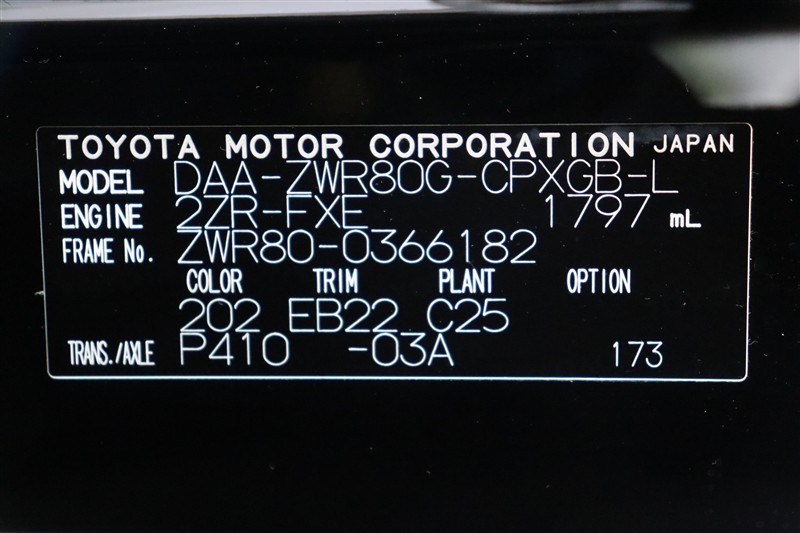 TOYOTA MOTOR CORPORATION JAPAN
MODEL DAA-ZWR80G-CPXGB-L
ENGINE 2ZR-FXE 1797 mL
FRAME No. ZWR80-0366182
COLOR TRIM PLANT OPTION
202 EB22 C25
TRANS./AXLE P410 -03A 173